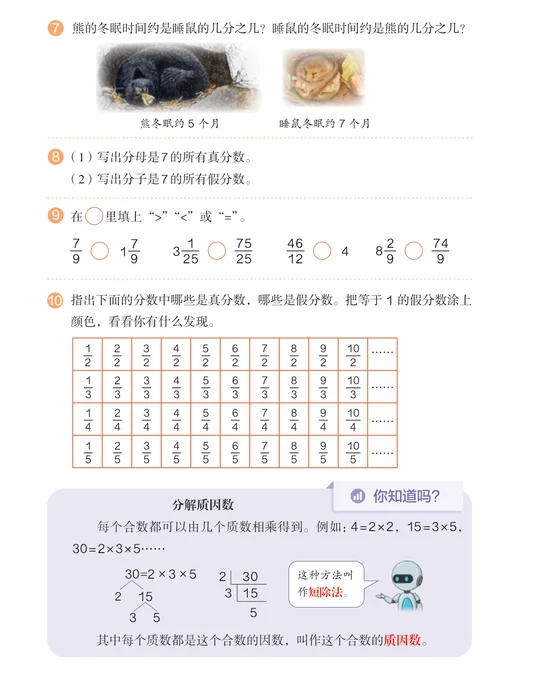 7 熊的冬眠时间约是睡鼠的几分之几？睡鼠的冬眠时间约是熊的几分之几？
熊冬眠约 5 个月 睡鼠冬眠约 7 个月
8 （1）写出分母是 7 的所有真分数。
（2）写出分子是 7 的所有假分数。
9 在○里填上“>”“<”或“=”。
7/9 ○ 1 7/9 3 1/25 ○ 75/25 46/12 ○ 4 8 2/9 ○ 74/9
10 指出下面的分数中哪些是真分数，哪些是假分数。把等于 1 的假分数涂上
颜色，看看你有什么发现。
1/2 2/2 3/2 4/2 5/2 6/2 7/2 8/2 9/2 10/2 ……
1/3 2/3 3/3 4/3 5/3 6/3 7/3 8/3 9/3 10/3 ……
1/4 2/4 3/4 4/4 5/4 6/4 7/4 8/4 9/4 10/4 ……
1/5 2/5 3/5 4/5 5/5 6/5 7/5 8/5 9/5 10/5 ……
你知道吗？
分解质因数
每个合数都可以由几个质数相乘得到。例如：4=2×2，15=3×5，
30=2×3×5……
30=2×3×5
2 15
3 5
2 30
3 15
5
这种方法叫
作短除法。
其中每个质数都是这个合数的因数，叫作这个合数的质因数。